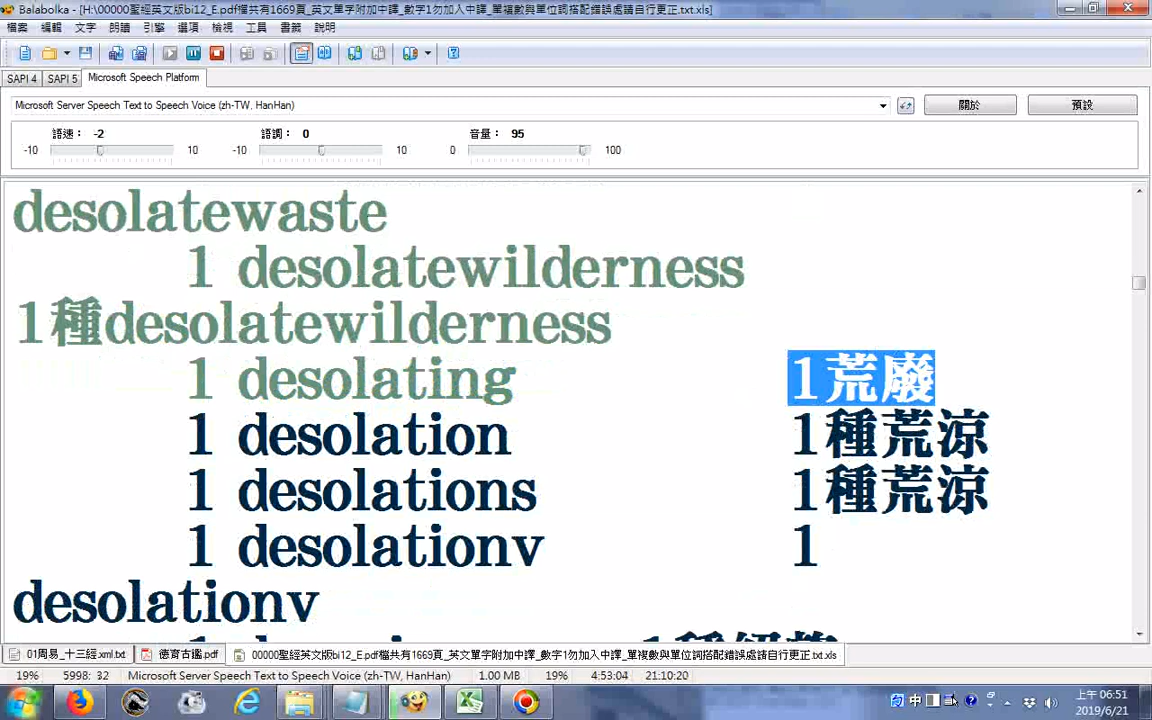 Balabolka - [H:\00000聖經英文版bi12_E.pdf檔共有1669頁_英文單字附加中譯_數字1勿加入中譯_單複數與單位詞搭配錯誤處請自行更正.txt.xls]
檔案 編輯 文字 朗讀 引擎 選項 檢視 工具 書籤 說明
SAPI 4 SAPI 5 Microsoft Speech Platform
Microsoft Server Speech Text to Speech Voice (zh-TW, HanHan) 關於 預設
語速： -2 語調： 0 音量： 95
-10 10 -10 10 0 100
desolatewaste
1 desolatewilderness
1種desolatewilderness
1 desolating 1荒廢
1 desolation 1種荒涼
1 desolations 1種荒涼
1 desolationv 1
desolationv
01周易_十三經.xml.txt 德育古鑑.pdf 00000聖經英文版bi12_E.pdf檔共有1669頁_英文單字附加中譯_數字1勿加入中譯_單複數與單位詞搭配錯誤處請自行更正.txt.xls
19% 5998: 32 Microsoft Server Speech Text to Speech Voice (zh-TW, HanHan) 1.00 MB 19% 4:53:04 21:10:20
中 上午 06:51
2019/6/21